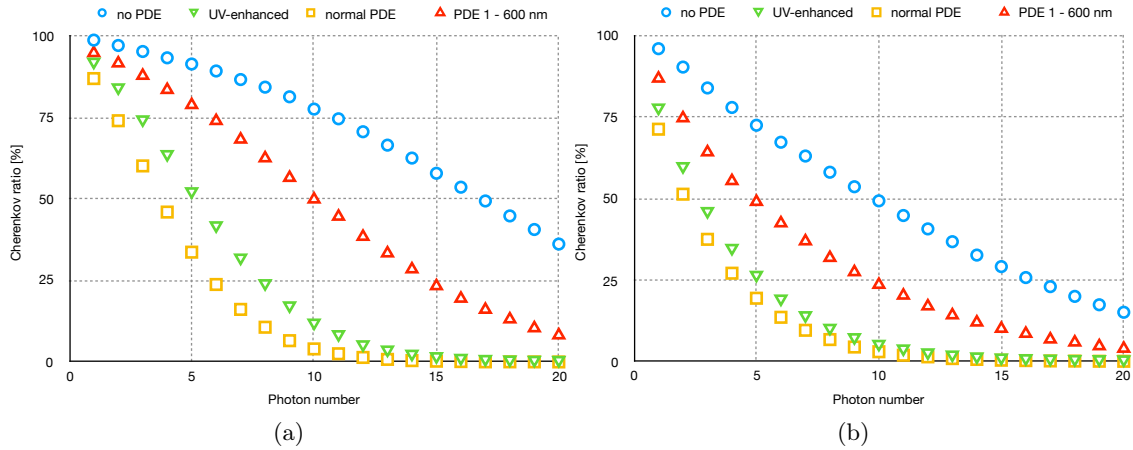 no PDE UV-enhanced normal PDE PDE 1 - 600 nm
100
75
50
25
0
Cherenkov ratio [%]
0 5 10 15 20
Photon number
(a)
no PDE UV-enhanced normal PDE PDE 1 - 600 nm
100
75
50
25
0
Cherenkov ratio [%]
0 5 10 15 20
Photon number
(b)